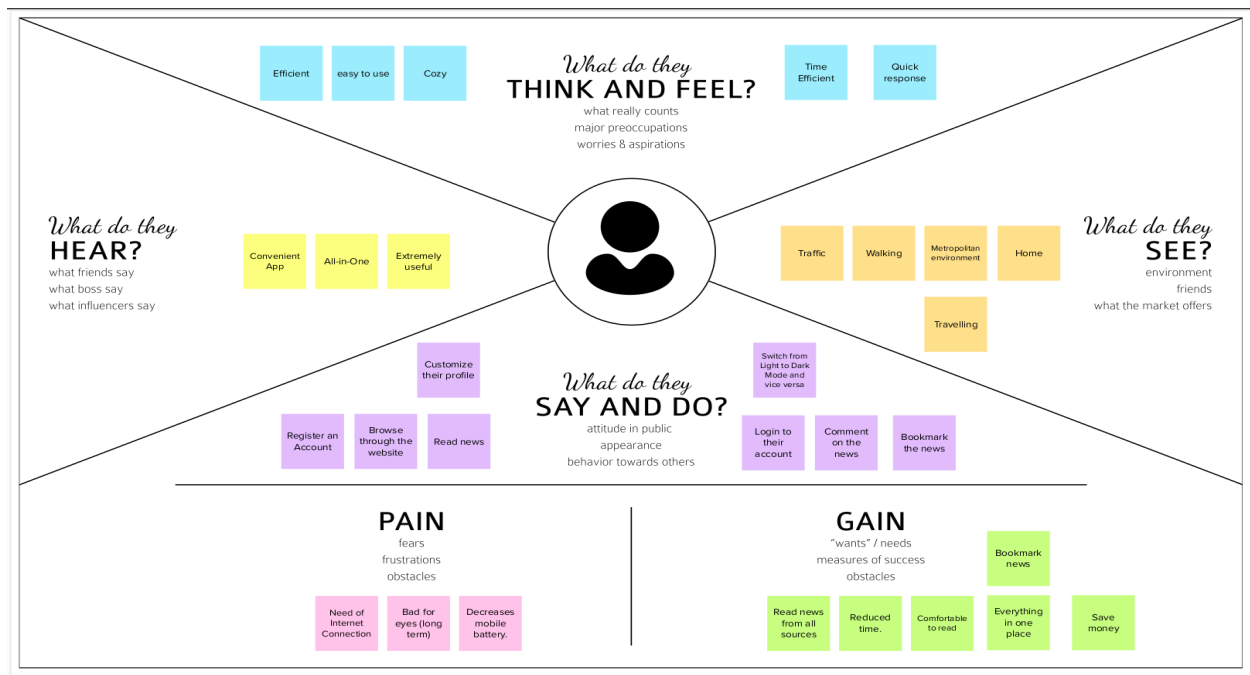 What do they
THINK AND FEEL?
what really counts
major preoccupations
worries & aspirations
Efficient
easy to use
Cozy
Time
Efficient
Quick
response
What do they
HEAR?
what friends say
what boss say
what influencers say
Convenient
App
All-in-One
Extremely
useful
What do they
SEE?
environment
friends
what the market offers
Traffic
Walking
Metropolitan
environment
Home
Travelling
What do they
SAY AND DO?
attitude in public
appearance
behavior towards others
Customize
their profile
Register an
Account
Browse
through the
website
Read news
Switch from
Light to Dark
Mode and
vice versa
Login to
their
account
Comment
on the
news
Bookmark
the news
PAIN
fears
frustrations
obstacles
Need of
Internet
Connection
Bad for
eyes (long
term)
Decreases
mobile
battery.
GAIN
“wants” / needs
measures of success
obstacles
Bookmark
news
Read news
from all
sources
Reduced
time.
Comfortable
to read
Everything
in one
place
Save
money